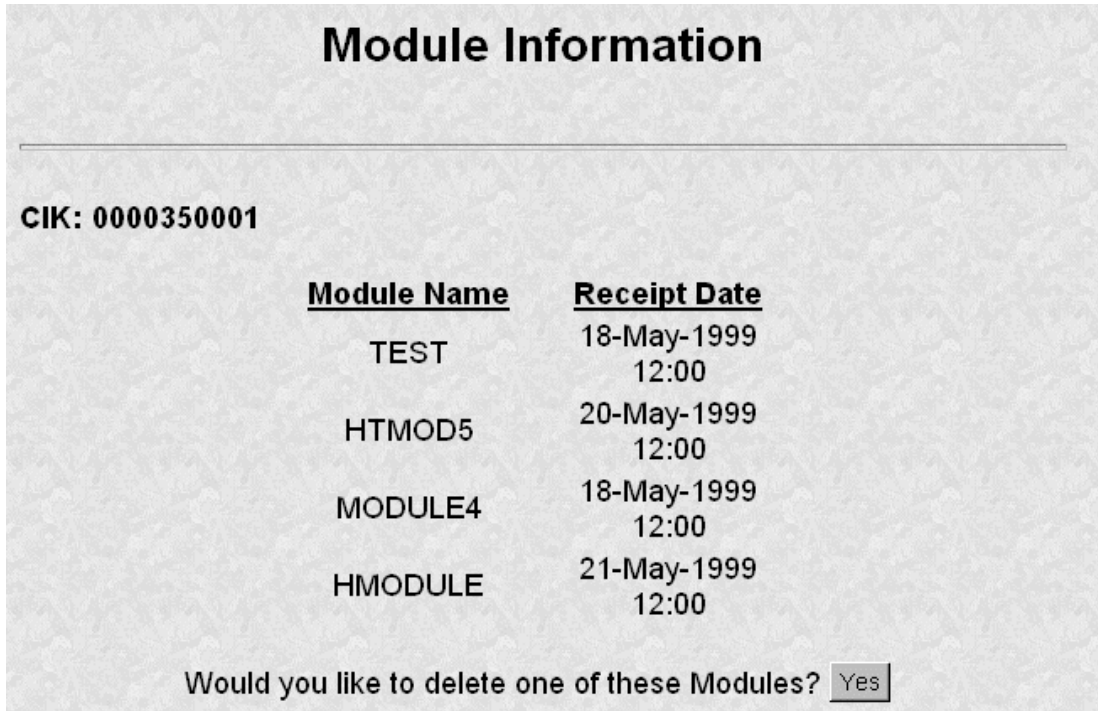 Module Information
CIK: 0000350001
Module Name Receipt Date
TEST 18-May-1999
12:00
HTMOD5 20-May-1999
12:00
MODULE4 18-May-1999
12:00
HMODULE 21-May-1999
12:00
Would you like to delete one of these Modules? Yes